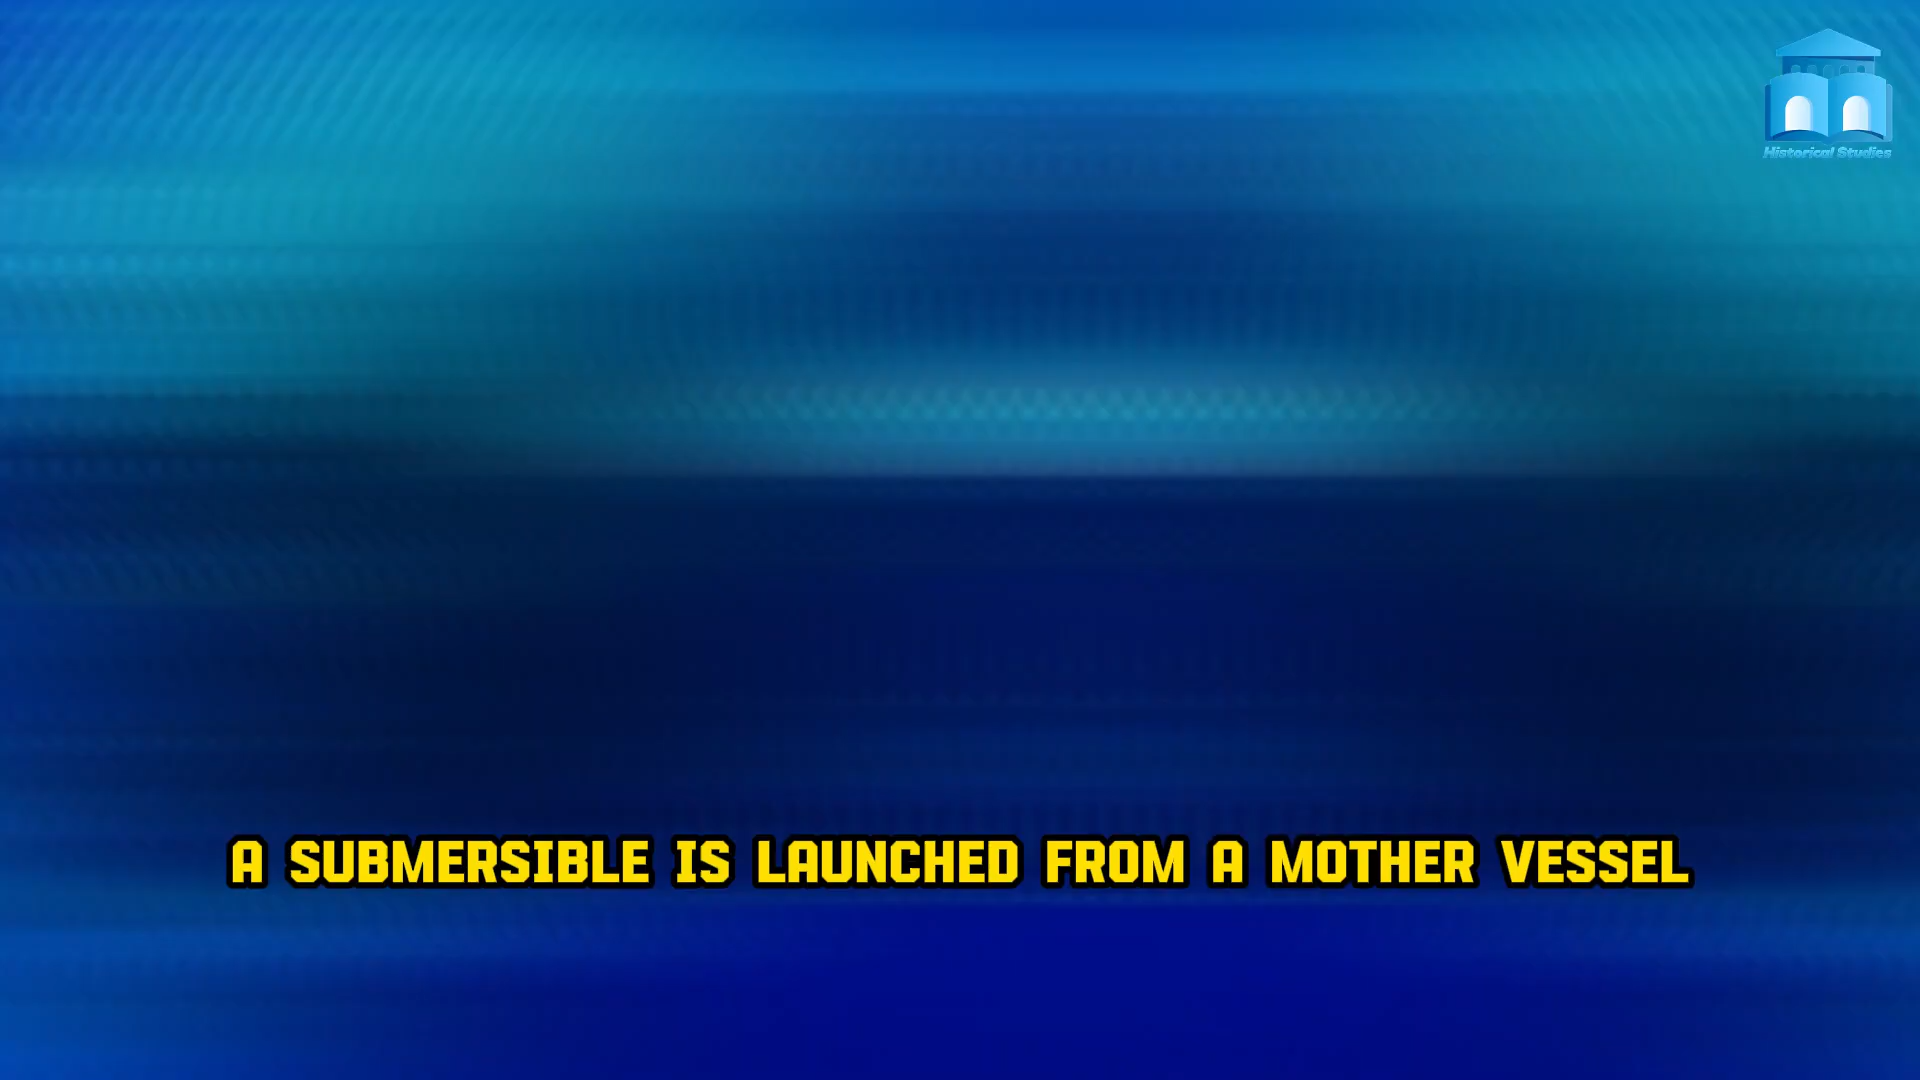 Historical Studies
A SUBMERSIBLE IS LAUNCHED FROM A MOTHER VESSEL